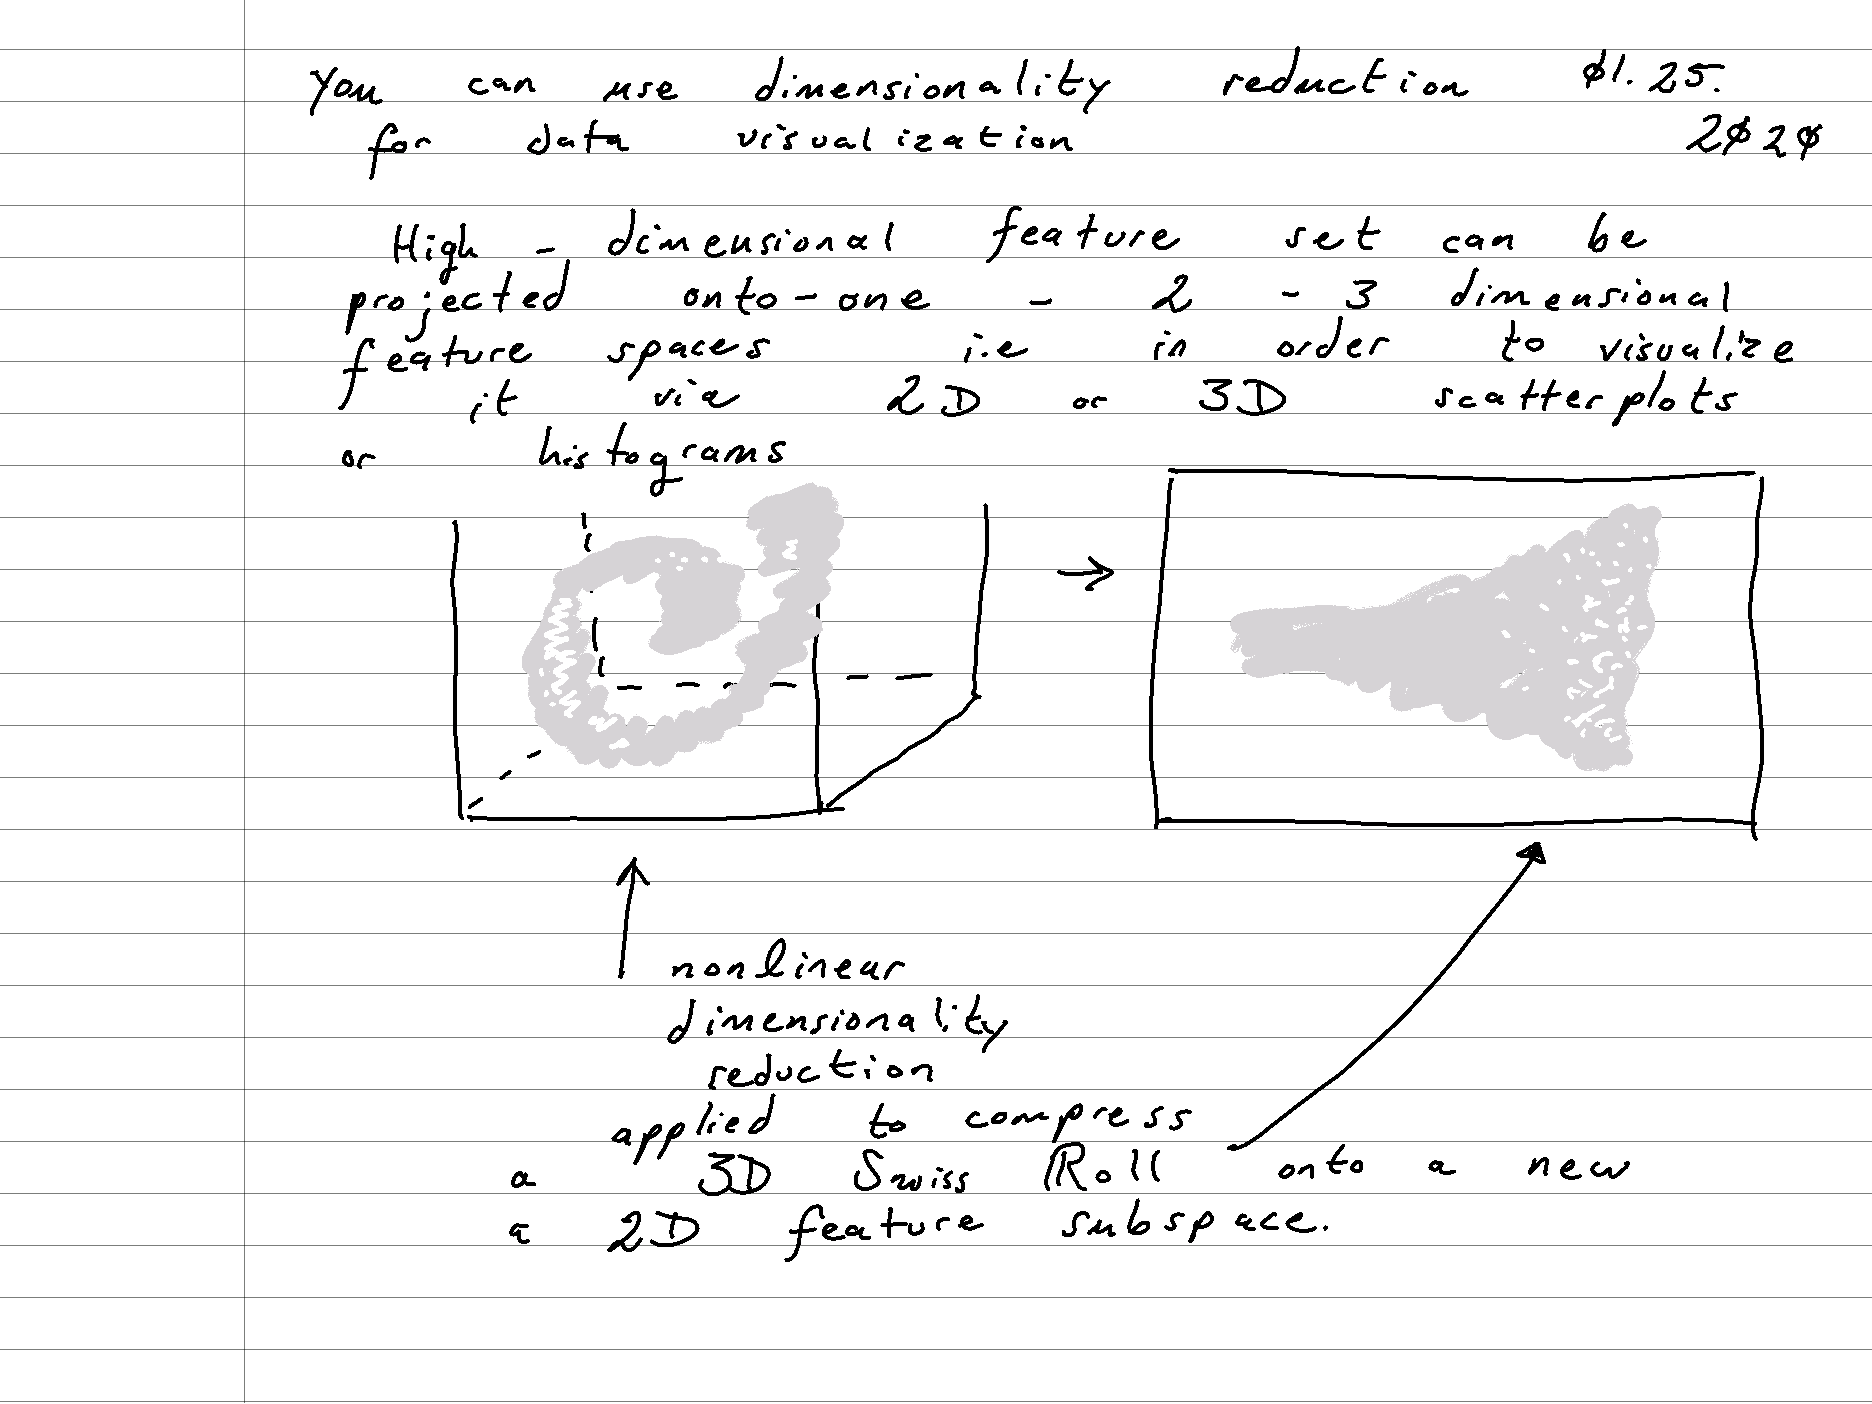 You can use dimensionality reduction 01.25.
for data visualization 2020
High - dimensional feature set can be
projected onto - one - 2 - 3 dimensional
feature spaces i.e in order to visualize
it via 2D or 3D scatterplots
or histograms
nonlinear
dimensionality
reduction
applied to compress
a 3D Swiss Roll onto a new
a 2D feature subspace.